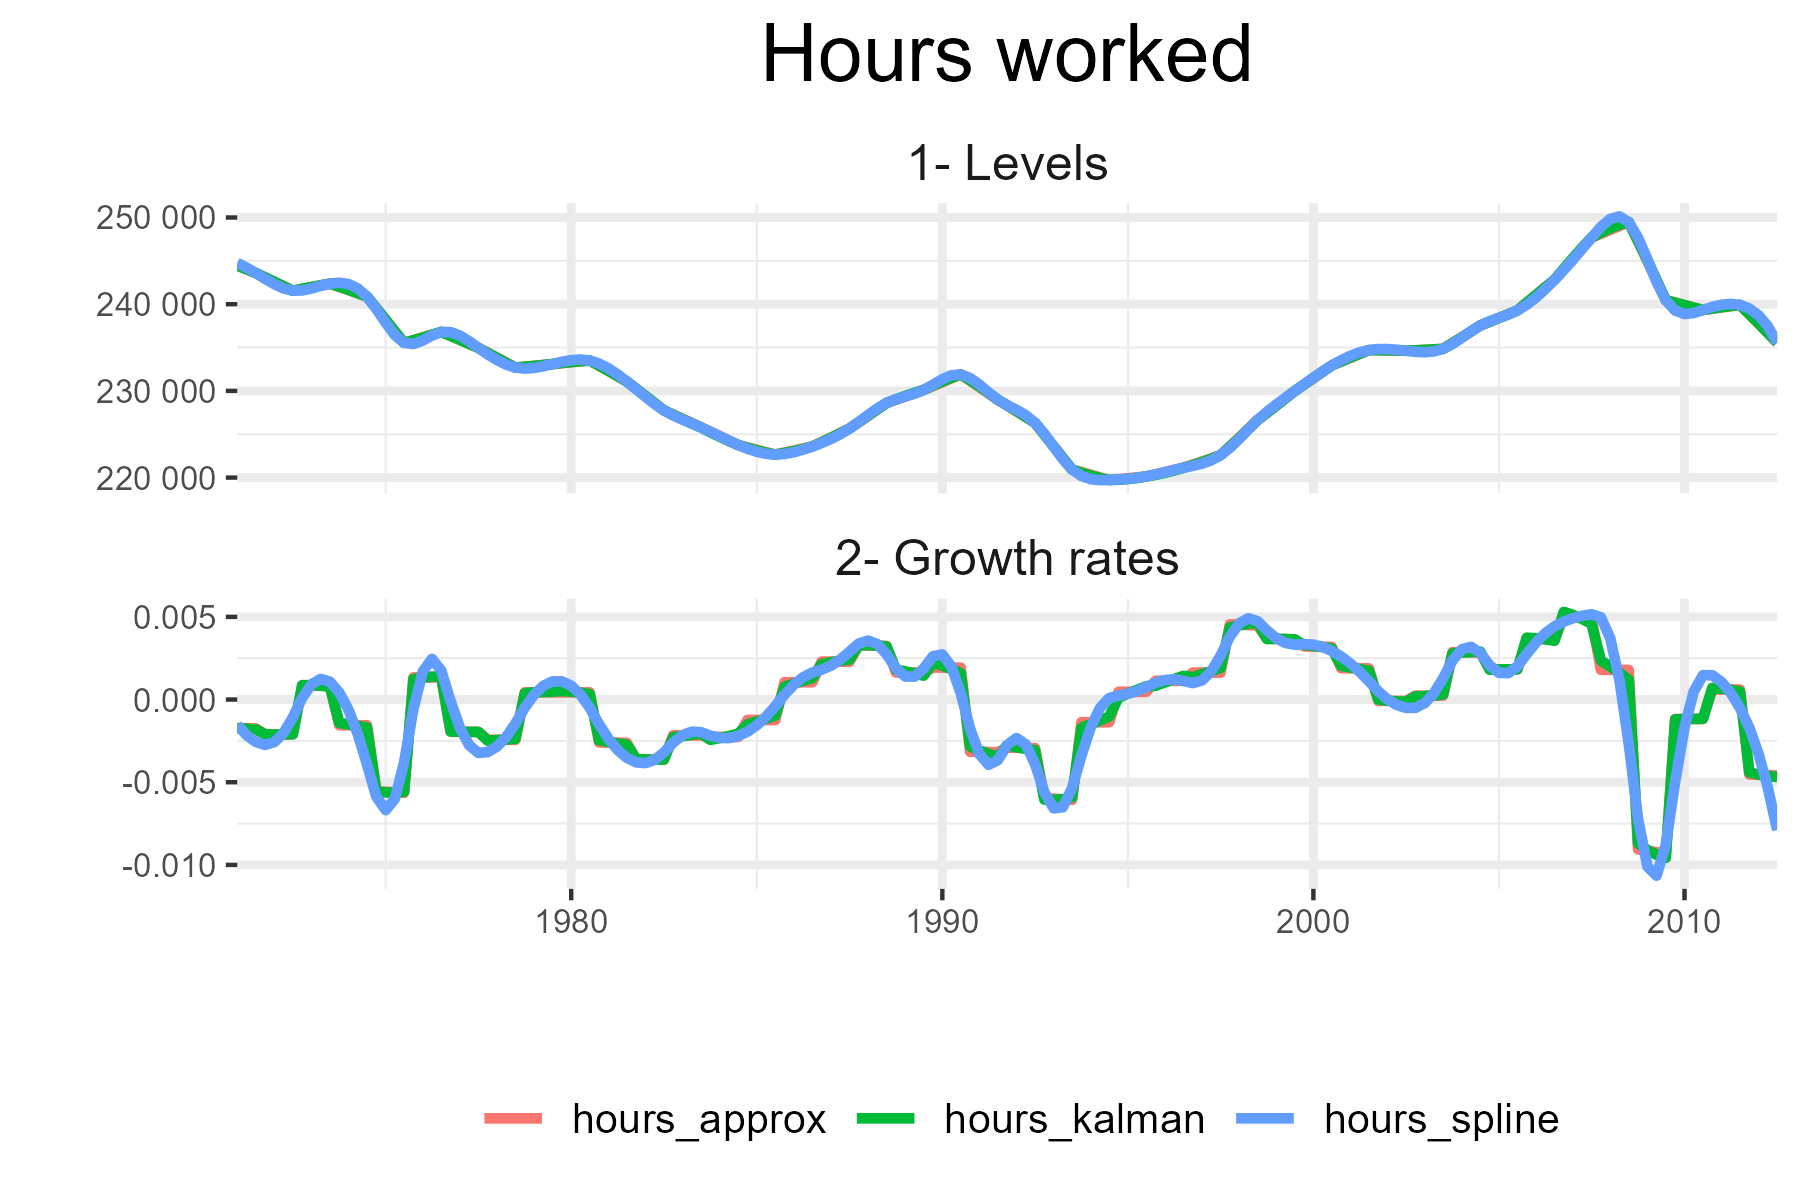 Hours worked
1- Levels
250 000
240 000
230 000
220 000
2- Growth rates
0.005
0.000
-0.005
-0.010
1980 1990 2000 2010
hours_approx hours_kalman hours_spline